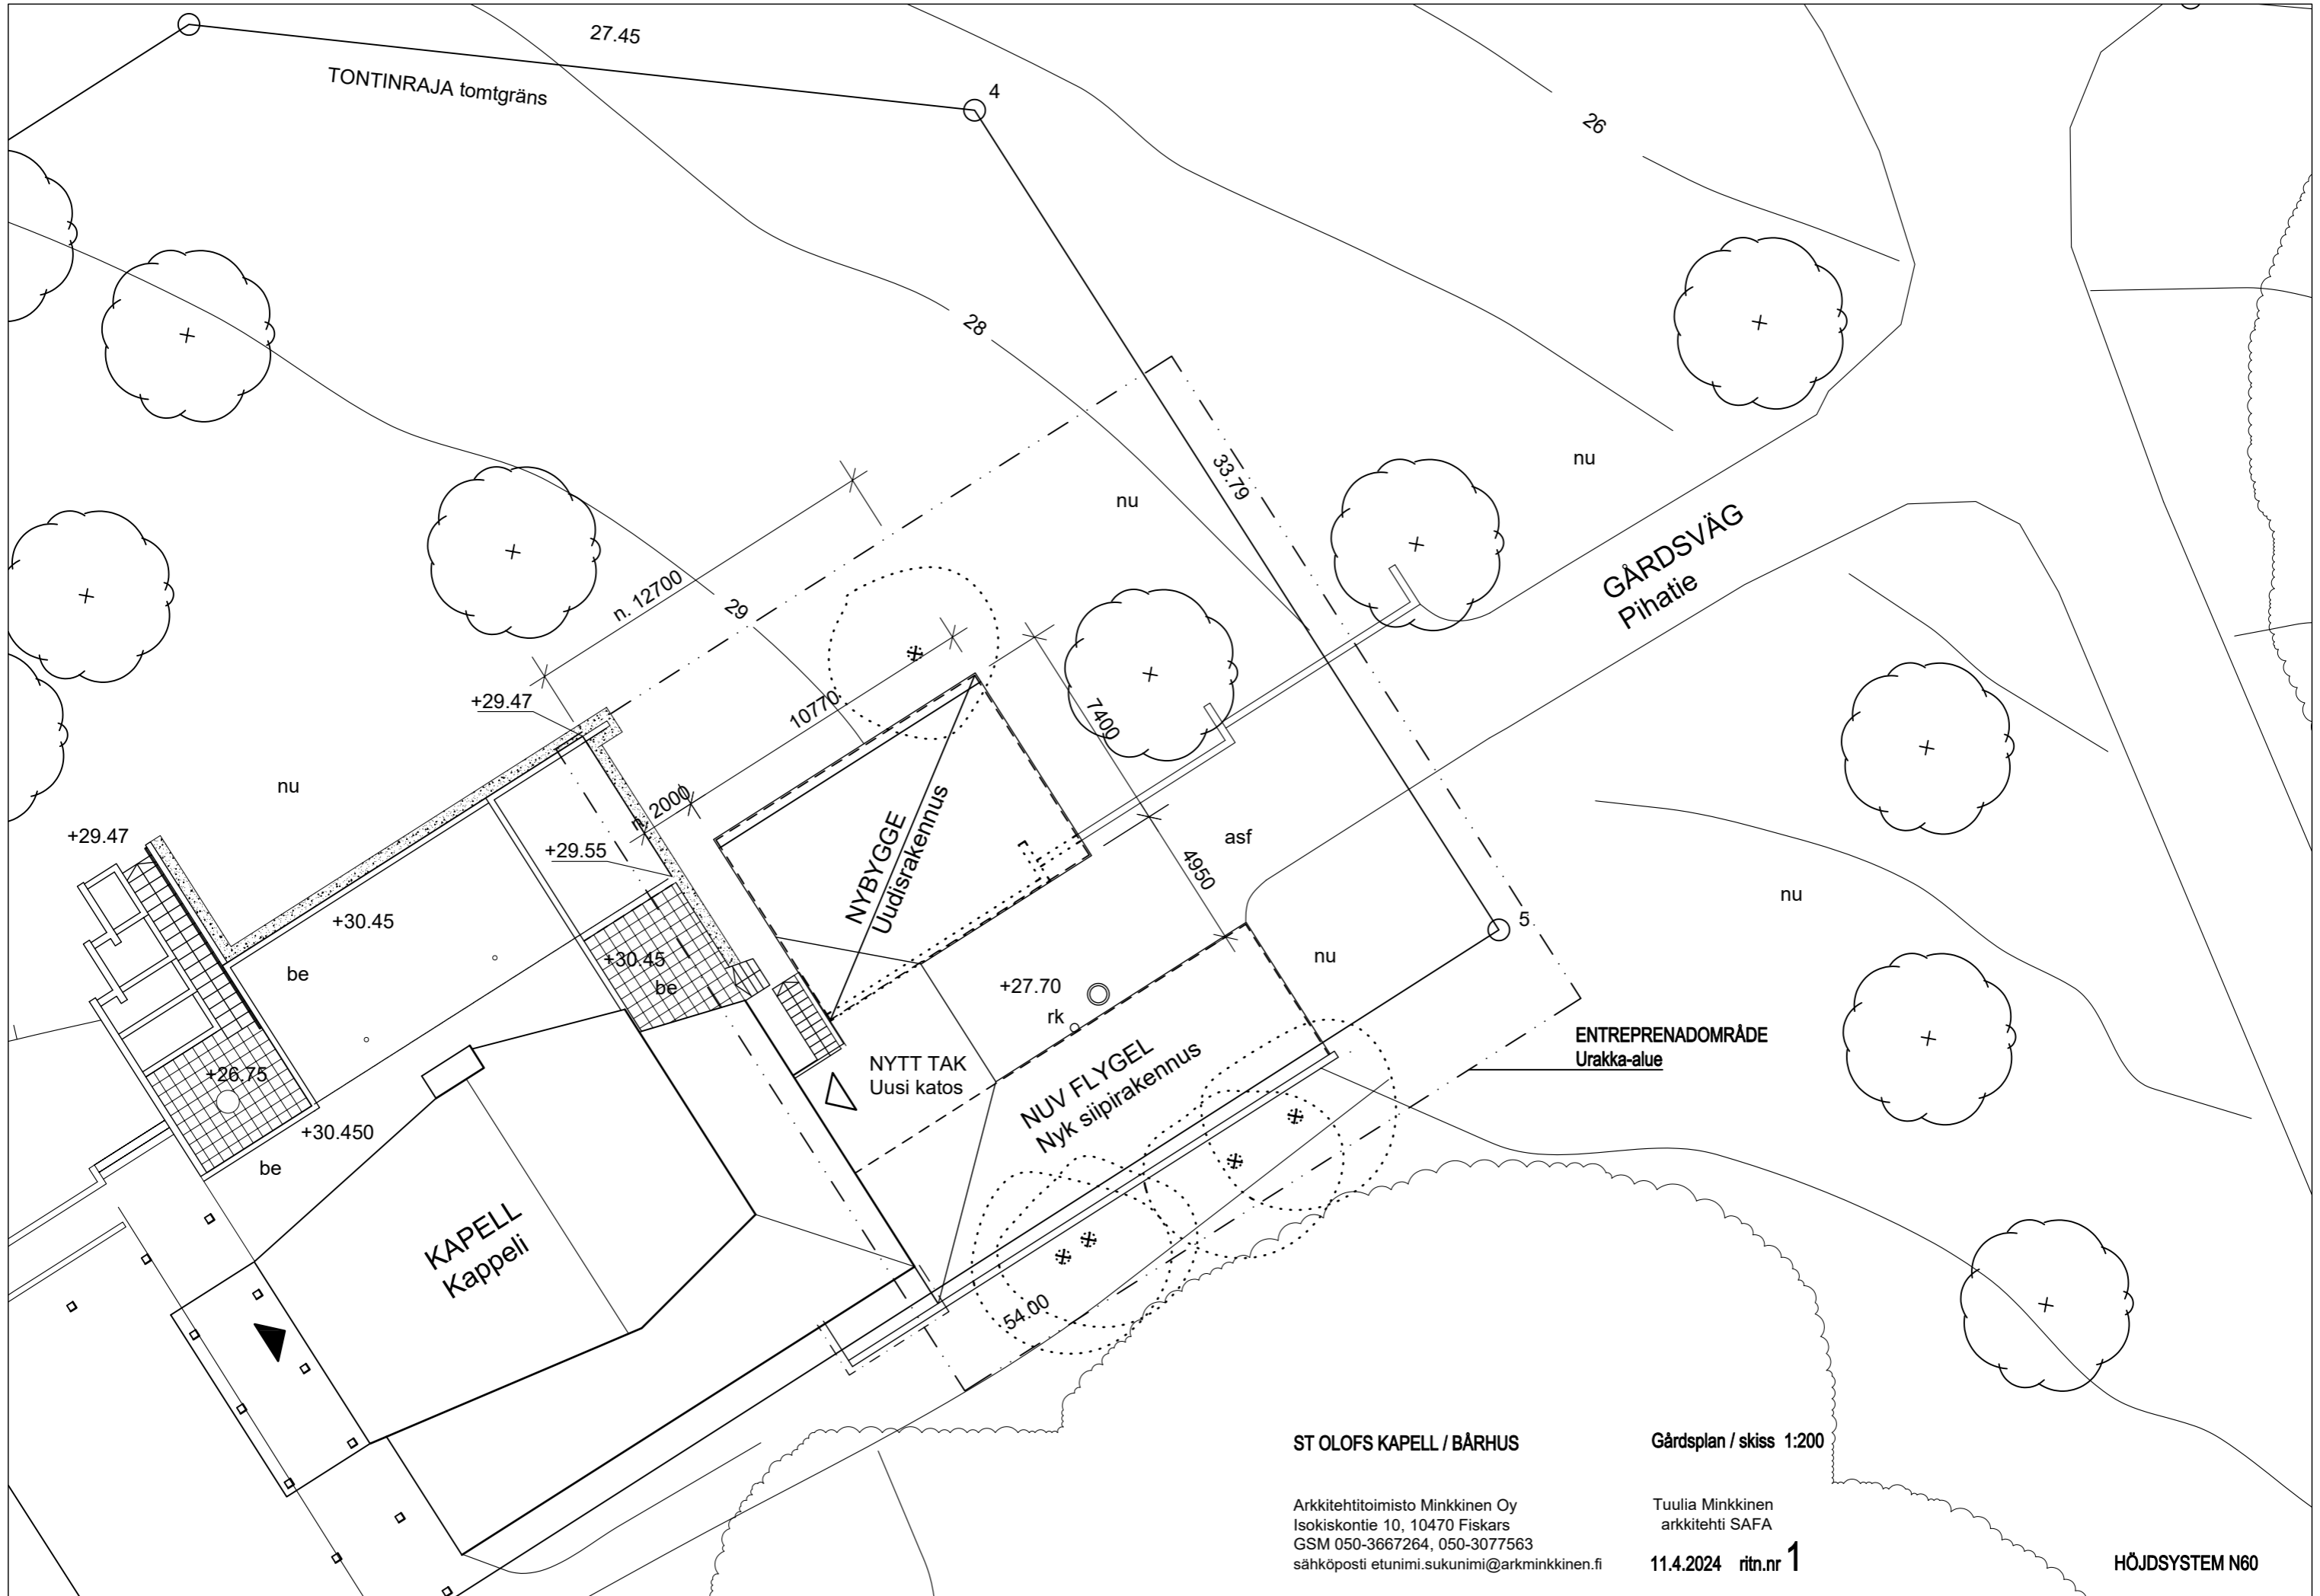 27.45
TONTINRAJA tomtgräns
4
26
28
33.79
nu
nu
GÅRDSVÄG
Pihatie
n. 12700
29
+29.47
10770
7400
n. 2000
nu
+29.47
+29.55
NYBYGGE
Uudisrakennus
asf
4950
nu
+30.45
be
+30.45
be
5
nu
+27.70
rk
ENTREPRENADOMRÅDE
Urakka-alue
NYTT TAK
Uusi katos
NUV FLYGEL
Nyk siipirakennus
+26.75
+30.450
be
KAPELL
Kappeli
54.00
ST OLOFS KAPELL / BÅRHUS
Gårdsplan / skiss 1:200
Arkkitehtitoimisto Minkkinen Oy
Isokiskontie 10, 10470 Fiskars
GSM 050-3667264, 050-3077563
sähköposti etunimi.sukunimi@arkminkkinen.fi
Tuulia Minkkinen
arkkitehti SAFA
11.4.2024 ritn.nr 1
HÖJDSYSTEM N60